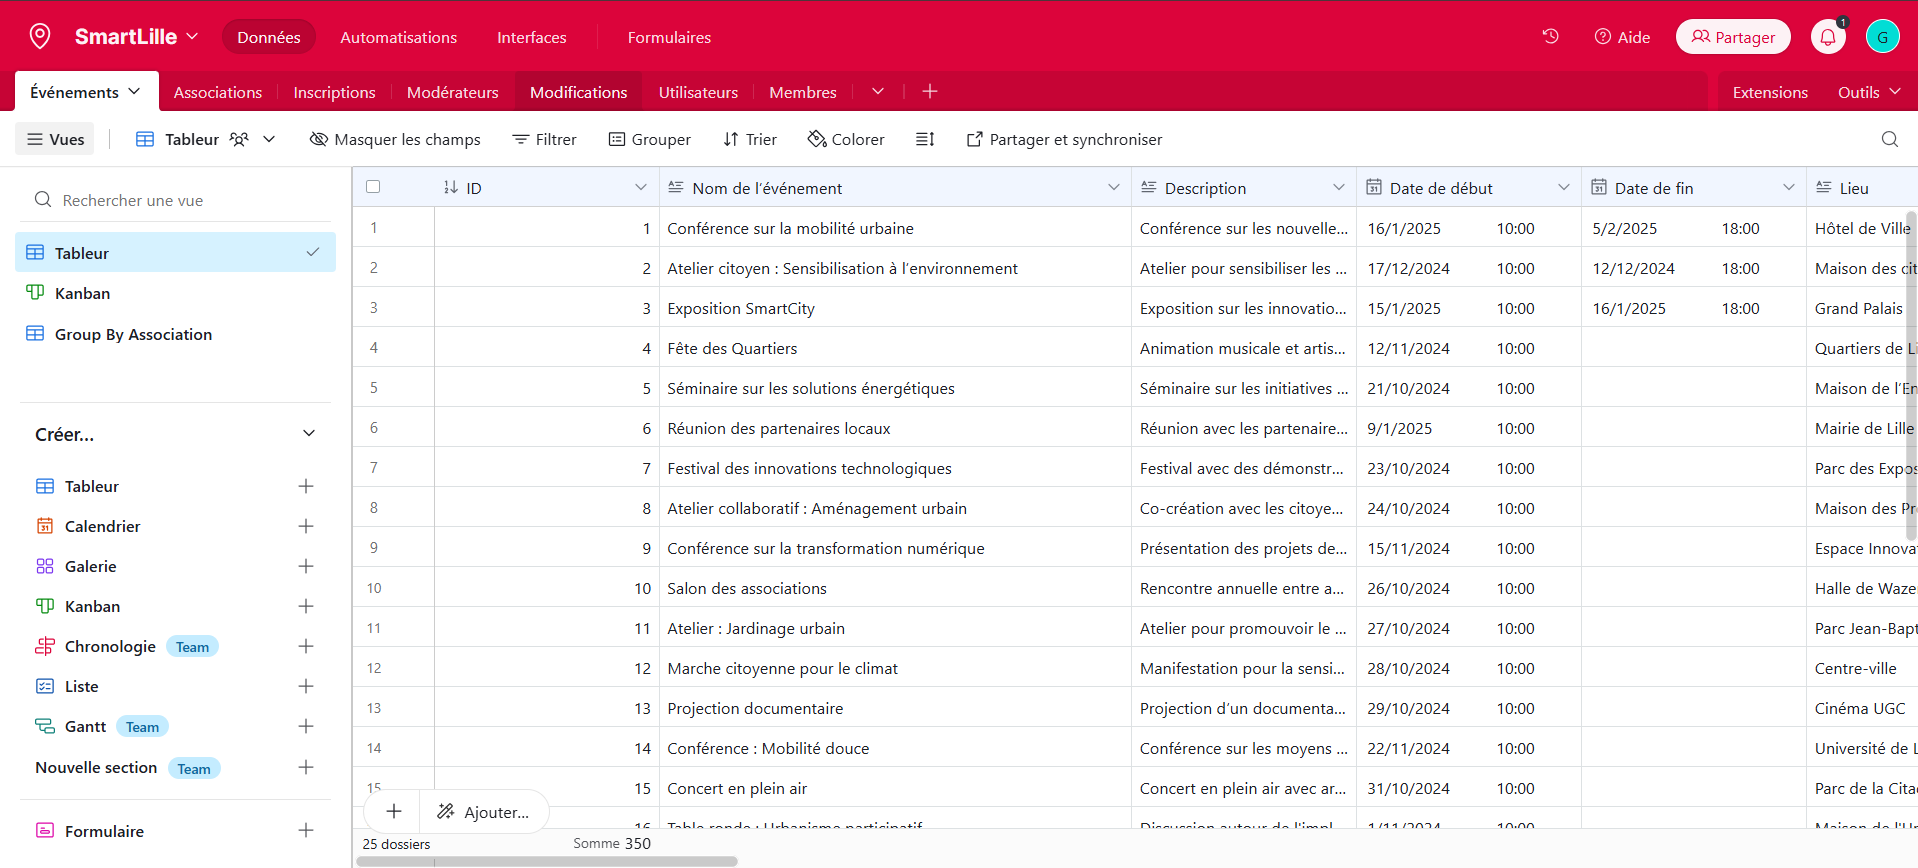 SmartLille Données Automatisations Interfaces Formulaires Aide Partager 1 G
Événements Associations Inscriptions Modérateurs Modifications Utilisateurs Membres Extensions Outils
Vues Tableur Masquer les champs Filtrer Grouper Trier Colorer Partager et synchroniser
Rechercher une vue
Tableur
Kanban
Group By Association
Créer...
Tableur
Calendrier
Galerie
Kanban
Chronologie Team
Liste
Gantt Team
Nouvelle section Team
Formulaire
ID Nom de l'événement Description Date de début Date de fin Lieu
1 1 Conférence sur la mobilité urbaine Conférence sur les nouvelle... 16/1/2025 10:00 5/2/2025 18:00 Hôtel de Ville
2 2 Atelier citoyen : Sensibilisation à l'environnement Atelier pour sensibiliser les ... 17/12/2024 10:00 12/12/2024 18:00 Maison des cit
3 3 Exposition SmartCity Exposition sur les innovatio... 15/1/2025 10:00 16/1/2025 18:00 Grand Palais
4 4 Fête des Quartiers Animation musicale et artis... 12/11/2024 10:00 Quartiers de Li
5 5 Séminaire sur les solutions énergétiques Séminaire sur les initiatives ... 21/10/2024 10:00 Maison de l'En
6 6 Réunion des partenaires locaux Réunion avec les partenaire... 9/1/2025 10:00 Mairie de Lille
7 7 Festival des innovations technologiques Festival avec des démonstr... 23/10/2024 10:00 Parc des Expos
8 8 Atelier collaboratif : Aménagement urbain Co-création avec les citoye... 24/10/2024 10:00 Maison des Pr
9 9 Conférence sur la transformation numérique Présentation des projets de... 15/11/2024 10:00 Espace Innova
10 10 Salon des associations Rencontre annuelle entre a... 26/10/2024 10:00 Halle de Waze
11 11 Atelier : Jardinage urbain Atelier pour promouvoir le ... 27/10/2024 10:00 Parc Jean-Bapt
12 12 Marche citoyenne pour le climat Manifestation pour la sensi... 28/10/2024 10:00 Centre-ville
13 13 Projection documentaire Projection d'un documenta... 29/10/2024 10:00 Cinéma UGC
14 14 Conférence : Mobilité douce Conférence sur les moyens ... 22/11/2024 10:00 Université de L
15 15 Concert en plein air Concert en plein air avec ar... 31/10/2024 10:00 Parc de la Cita
16 Table ronde : Urbanisme participatif Discussion autour de l'impl... 1/11/2024 10:00 Maison de l'Ur
Ajouter...
25 dossiers Somme 350